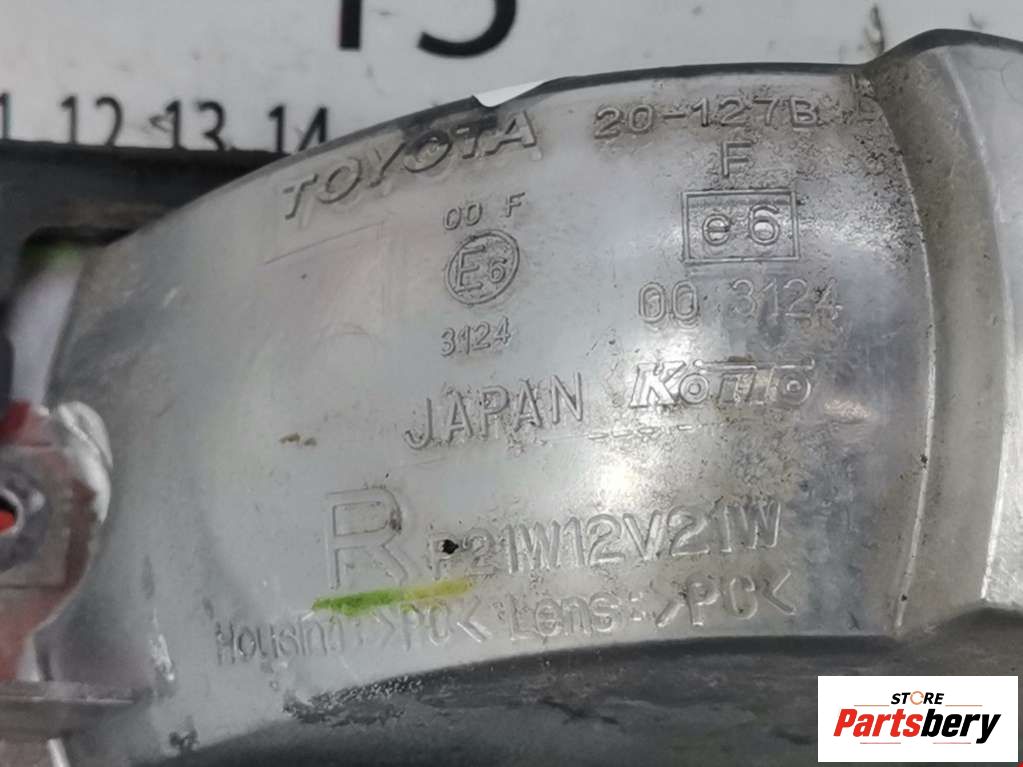 15
11 12 13 14
TOYOTA
20-127B
F
00 F
E6
e6
3124
00 3124
JAPAN
Koito
R
P21W12V21W
Housing:>PC< Lens:>PC<
STORE
Partsbery